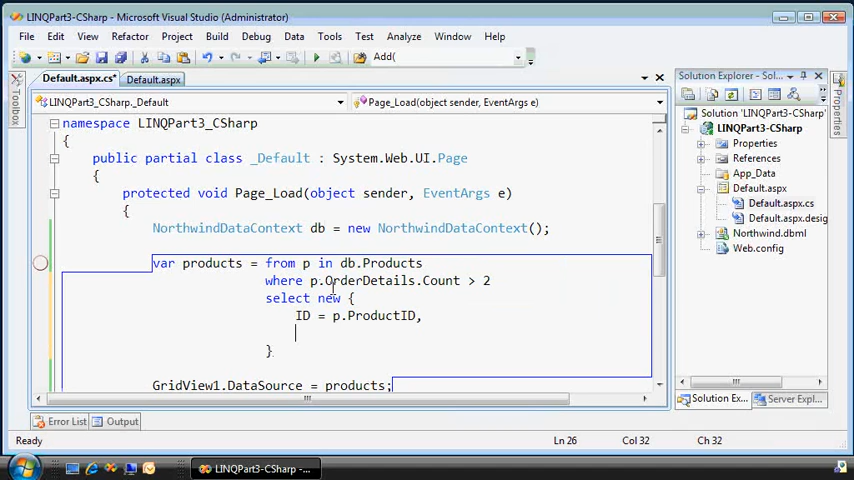 LINQPart3-CSharp - Microsoft Visual Studio (Administrator)
File Edit View Refactor Project Build Debug Data Tools Test Analyze Window Help
Add(
Toolbox
Default.aspx.cs* Default.aspx
LINQPart3_CSharp._Default
Page_Load(object sender, EventArgs e)
namespace LINQPart3_CSharp
{
public partial class _Default : System.Web.UI.Page
{
protected void Page_Load(object sender, EventArgs e)
{
NorthwindDataContext db = new NorthwindDataContext();
var products = from p in db.Products
where p.OrderDetails.Count > 2
select new {
ID = p.ProductID,
}
GridView1.DataSource = products;
Solution Explorer - Sol...
Solution 'LINQPart3-CSharp'
LINQPart3-CSharp
Properties
References
App_Data
Default.aspx
Default.aspx.cs
Default.aspx.desig
Northwind.dbml
Web.config
Solution Ex... Server Expl...
Properties
Error List Output
Ready Ln 26 Col 32 Ch 32
LINQPart3-CSharp -...